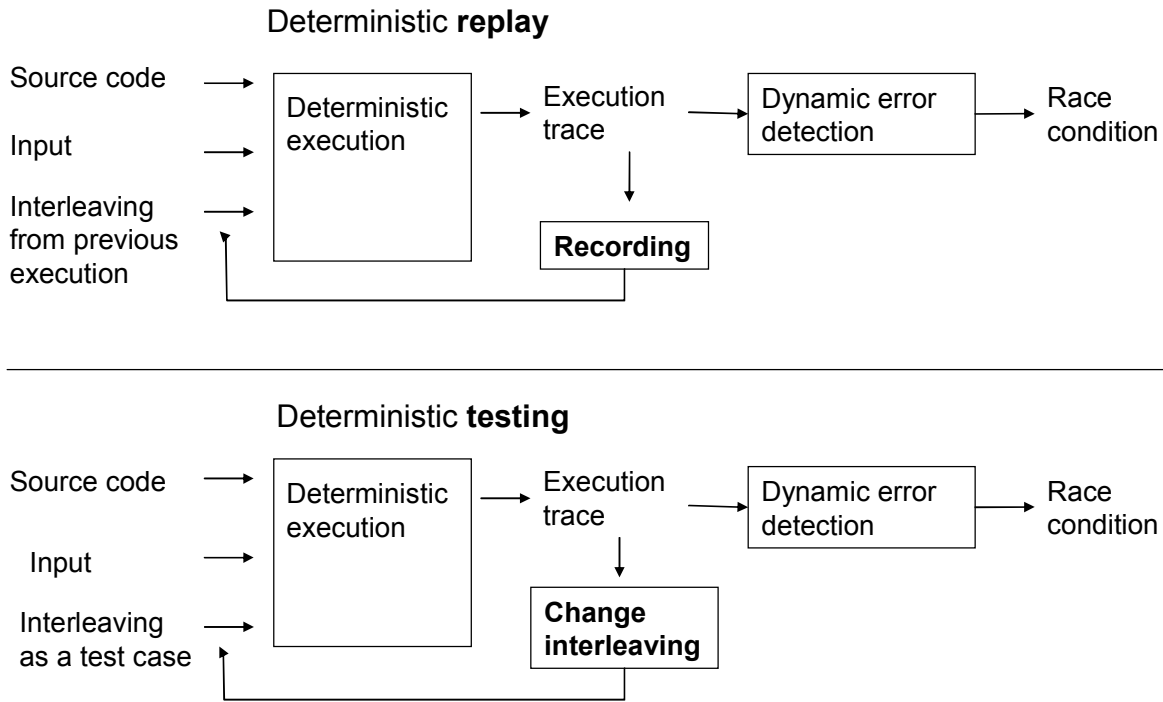 Deterministic replay
Source code
Input
Interleaving
from previous
execution
Deterministic
execution
Execution
trace
Recording
Dynamic error
detection
Race
condition
Deterministic testing
Source code
Input
Interleaving
as a test case
Deterministic
execution
Execution
trace
Change
interleaving
Dynamic error
detection
Race
condition